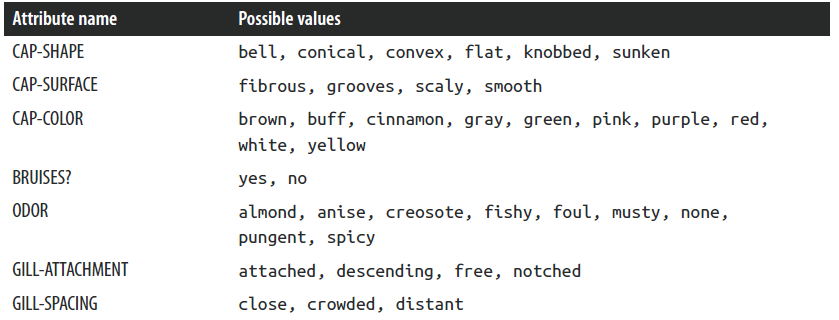 Attribute name Possible values
CAP-SHAPE bell, conical, convex, flat, knobbed, sunken
CAP-SURFACE fibrous, grooves, scaly, smooth
CAP-COLOR brown, buff, cinnamon, gray, green, pink, purple, red,
white, yellow
BRUISES? yes, no
ODOR almond, anise, creosote, fishy, foul, musty, none,
pungent, spicy
GILL-ATTACHMENT attached, descending, free, notched
GILL-SPACING close, crowded, distant